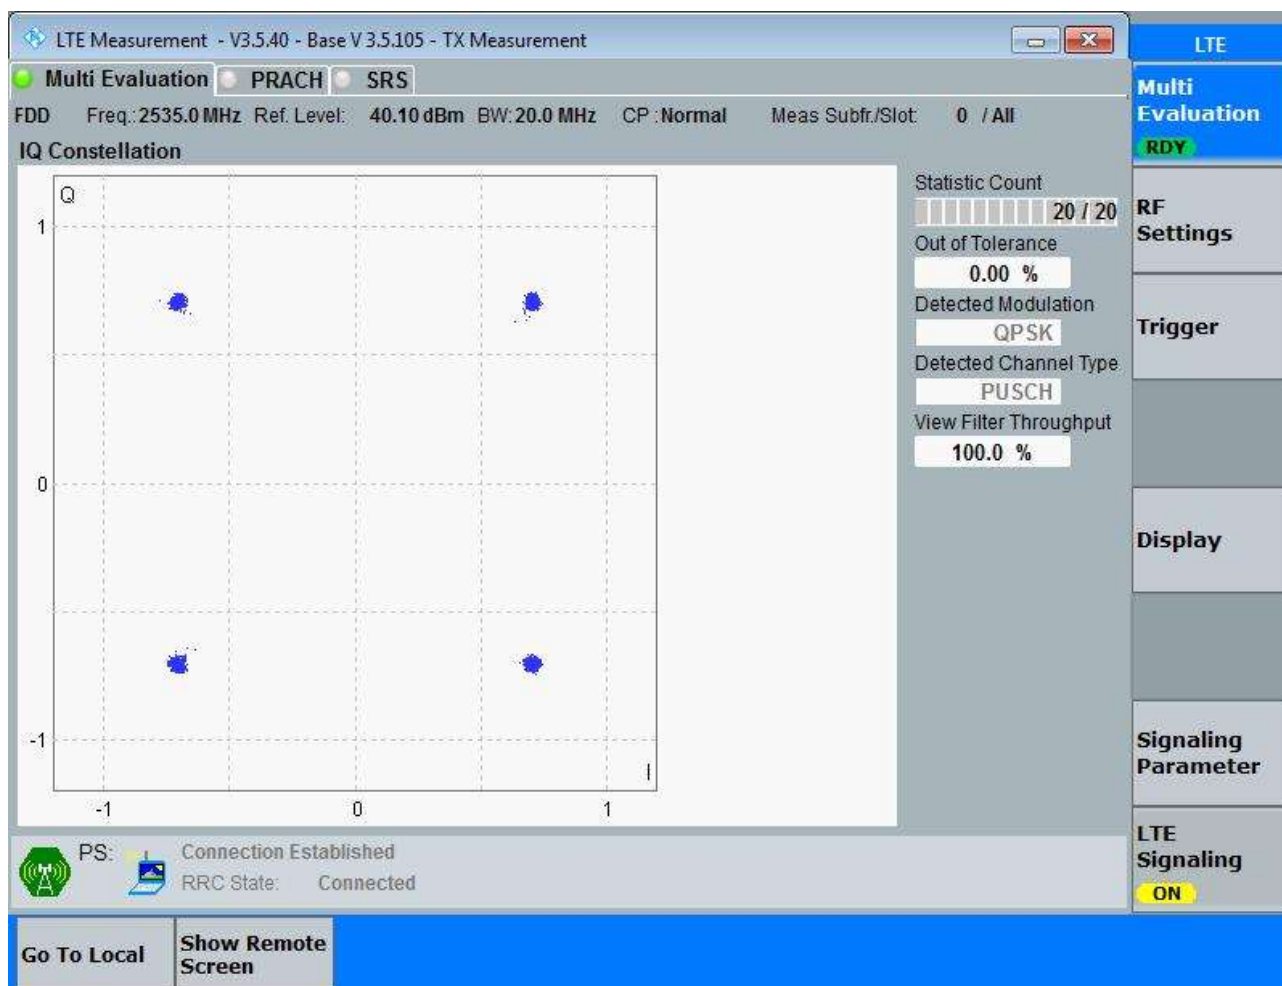 LTE Measurement - V3.5.40 - Base V 3.5.105 - TX Measurement
LTE
Multi Evaluation PRACH SRS
FDD Freq.:2535.0 MHz Ref. Level: 40.10 dBm BW:20.0 MHz CP :Normal Meas Subfr./Slot: 0 / All
IQ Constellation
Q
1
0
-1
I
-1 0 1
Statistic Count
20 / 20
Out of Tolerance
0.00 %
Detected Modulation
QPSK
Detected Channel Type
PUSCH
View Filter Throughput
100.0 %
Multi
Evaluation
RDY
RF
Settings
Trigger
Display
Signaling
Parameter
LTE
Signaling
ON
PS: Connection Established
RRC State: Connected
Go To Local
Show Remote
Screen